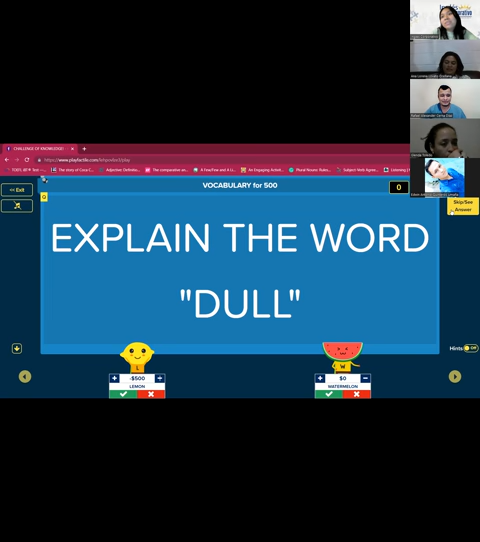 CHALLENGE OF KNOWLEDGE!
https://www.playfactile.com/
The story of Coca C...
Adjective Definitio...
The comparative an...
A Few/Few and A Li...
An Engaging Activit...
Plural Nouns: Rules...
Subject-Verb Agree...
Listening
<< Exit
VOCABULARY for 500
0
Skip/See
Answer
EXPLAIN THE WORD
"DULL"
Hints
Off
L
W
+ -$500 −
+ $0 −
LEMON
WATERMELON